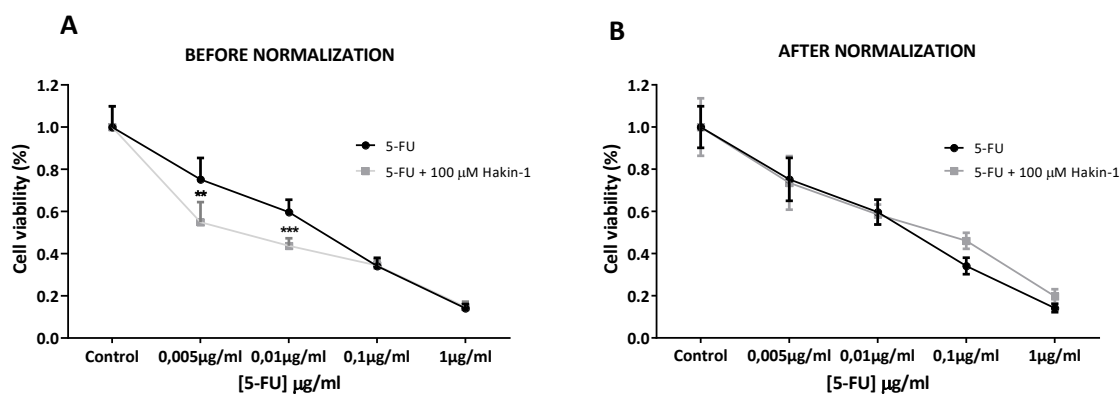 A
BEFORE NORMALIZATION
1.2
1.0
0.8
0.6
0.4
0.2
0.0
Cell viability (%)
5-FU
5-FU + 100 μM Hakin-1
**
***
Control 0,005μg/ml 0,01μg/ml 0,1μg/ml 1μg/ml
[5-FU] μg/ml
B
AFTER NORMALIZATION
1.2
1.0
0.8
0.6
0.4
0.2
0.0
Cell viability (%)
5-FU
5-FU + 100 μM Hakin-1
Control 0,005μg/ml 0,01μg/ml 0,1μg/ml 1μg/ml
[5-FU] μg/ml